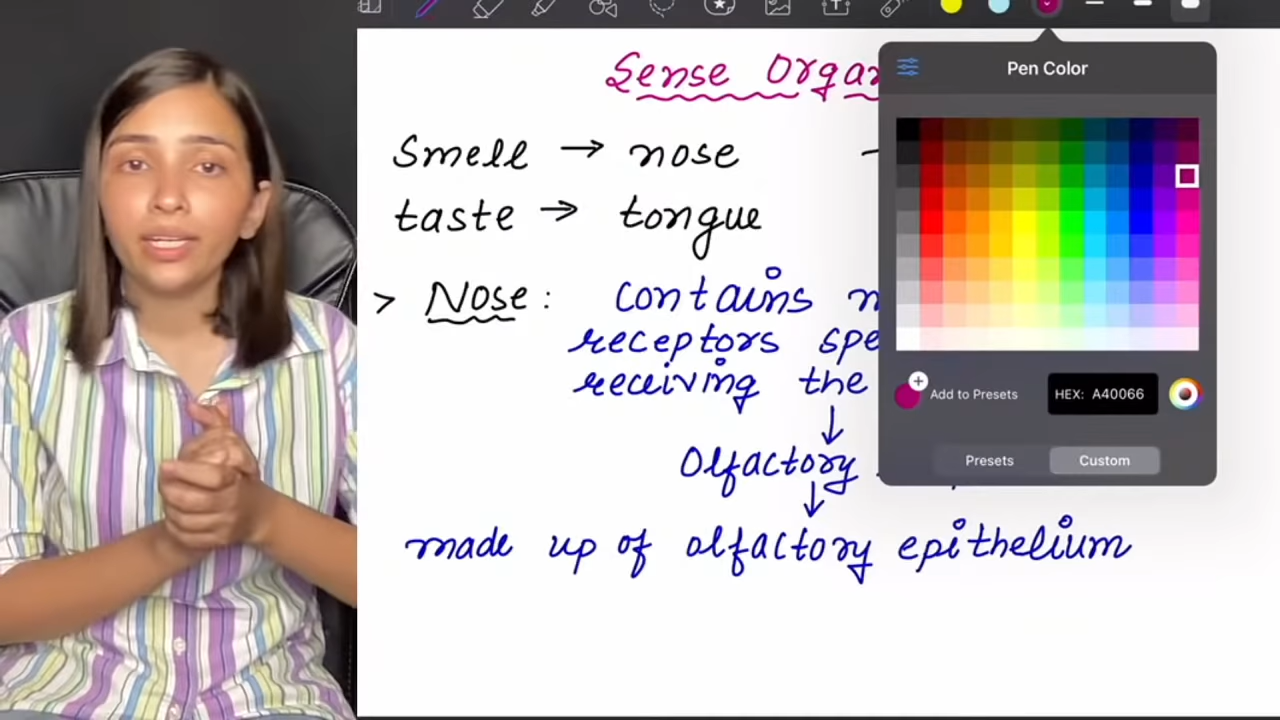 Sense Orga
Pen Color
Smell → nose
taste → tongue
> Nose: contains
receptors
receiving the
↓
Olfactory
↓
made up of olfactory epithelium
Add to Presets
HEX: A40066
Presets
Custom